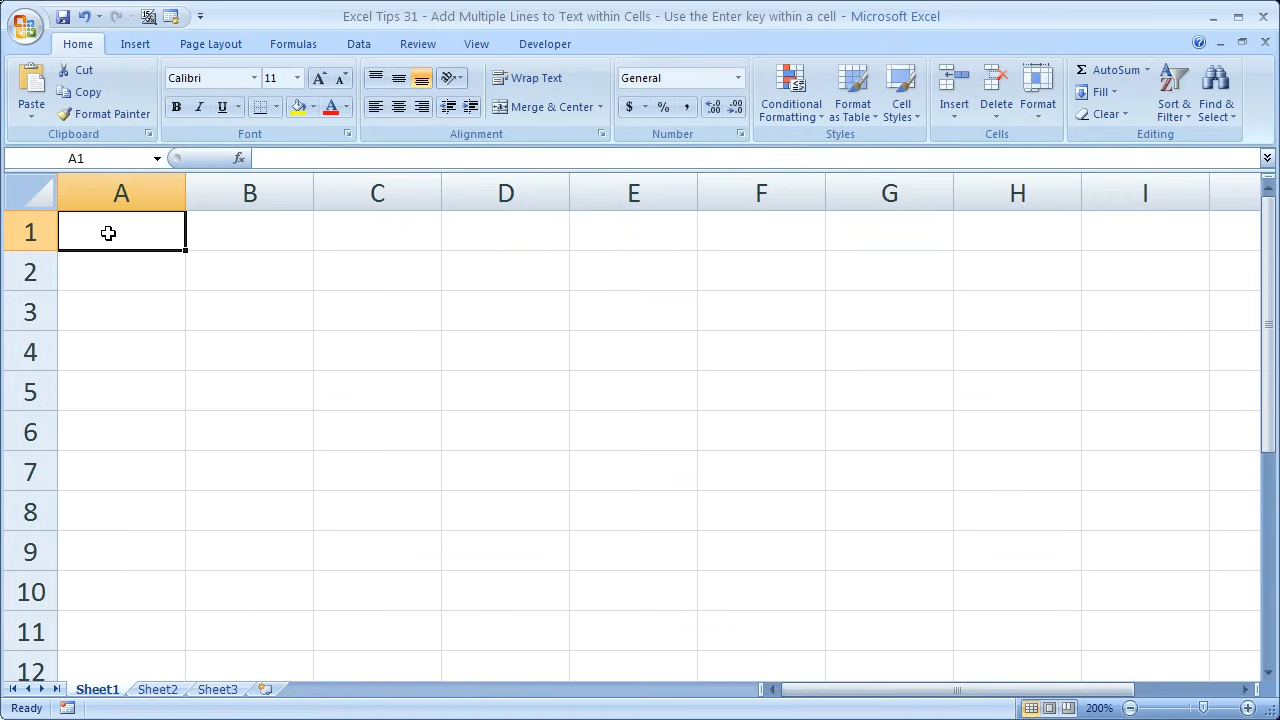 Excel Tips 31 - Add Multiple Lines to Text within Cells - Use the Enter key within a cell - Microsoft Excel
Home Insert Page Layout Formulas Data Review View Developer
Paste
Cut
Copy
Format Painter
Clipboard
Calibri 11
B I U
Font
Wrap Text
Merge & Center
Alignment
General
$ % ,
Number
Conditional Formatting
Format as Table
Cell Styles
Styles
Insert Delete Format
Cells
Σ AutoSum
Fill
Clear
Sort & Filter
Find & Select
Editing
A1 fx
A B C D E F G H I
1
2
3
4
5
6
7
8
9
10
11
12
Sheet1 Sheet2 Sheet3
Ready 200%